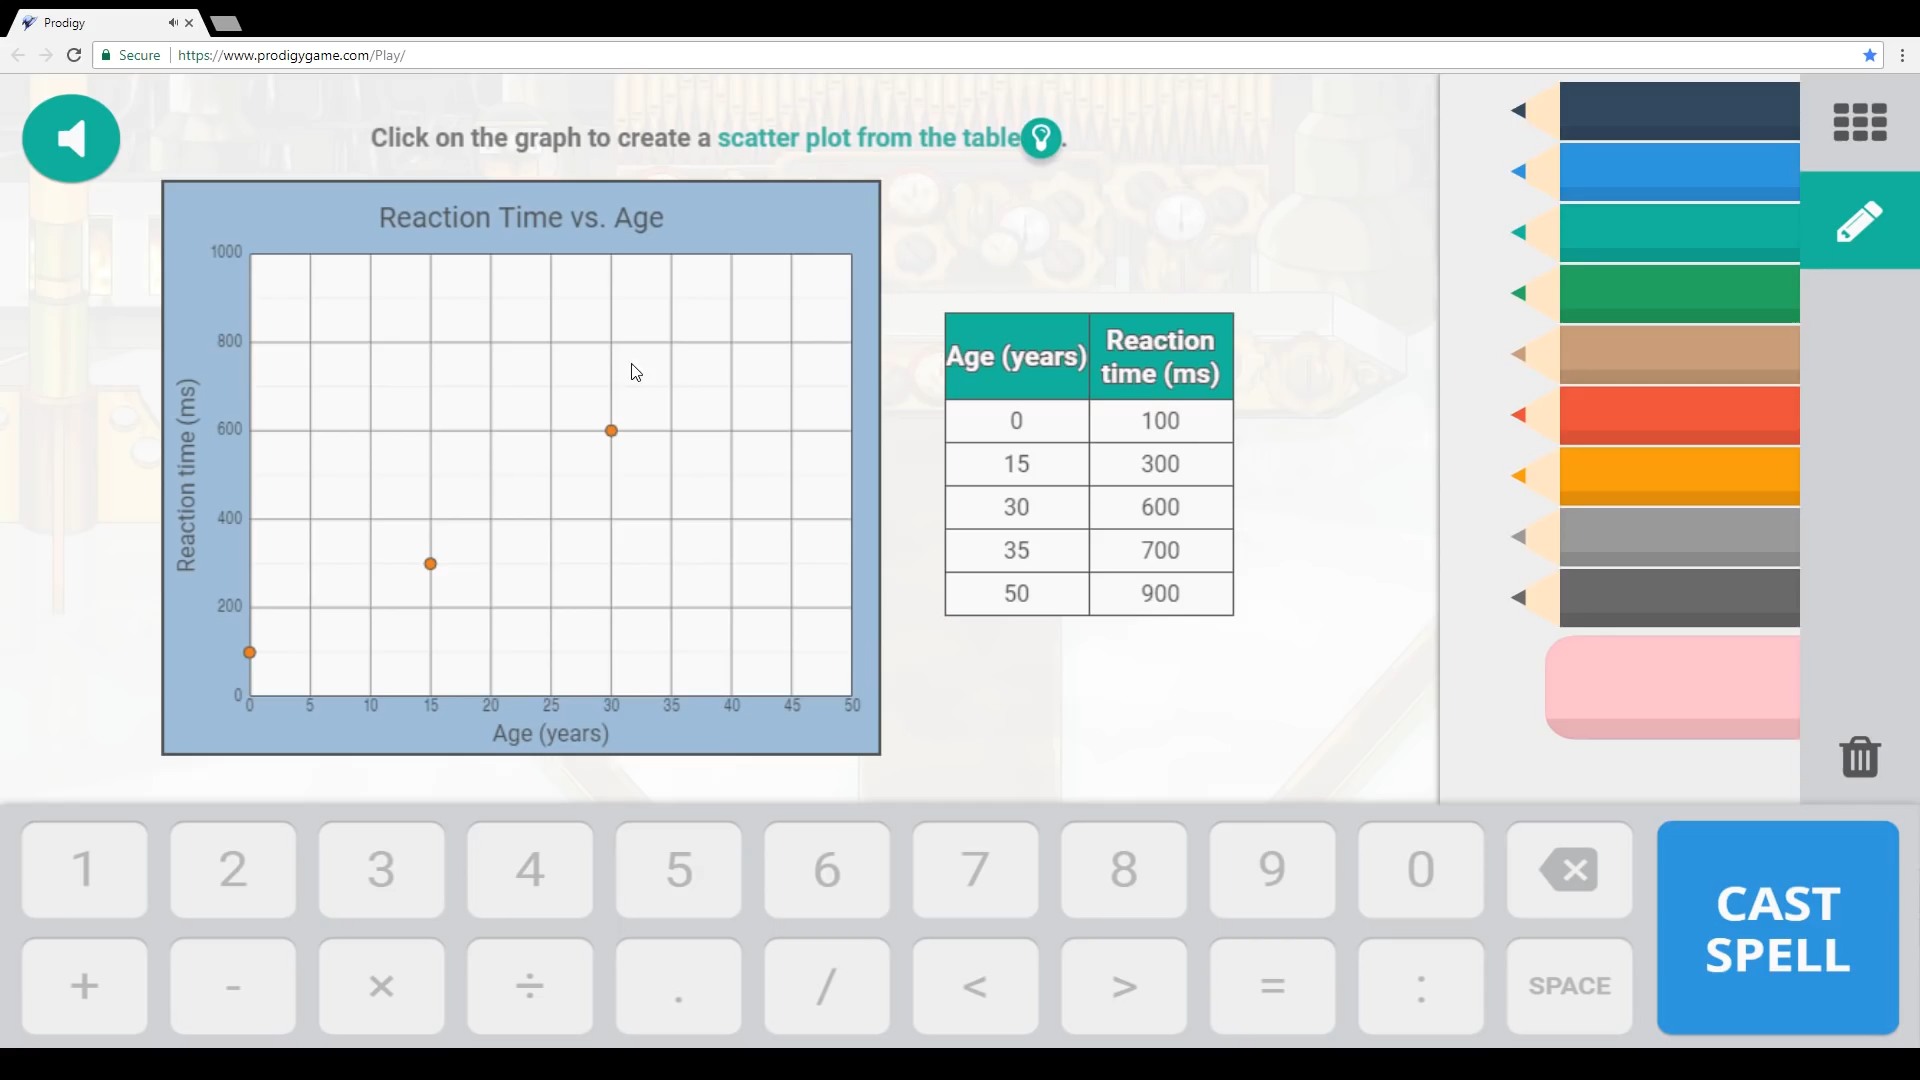 Prodigy
Secure https://www.prodigygame.com/Play/
Click on the graph to create a scatter plot from the table.
Reaction Time vs. Age
1000
800
600
400
200
0
Reaction time (ms)
0 5 10 15 20 25 30 35 40 45 50
Age (years)
Age (years) Reaction time (ms)
0 100
15 300
30 600
35 700
50 900
1 2 3 4 5 6 7 8 9 0
+ - × ÷ . / < > = : SPACE
CAST
SPELL